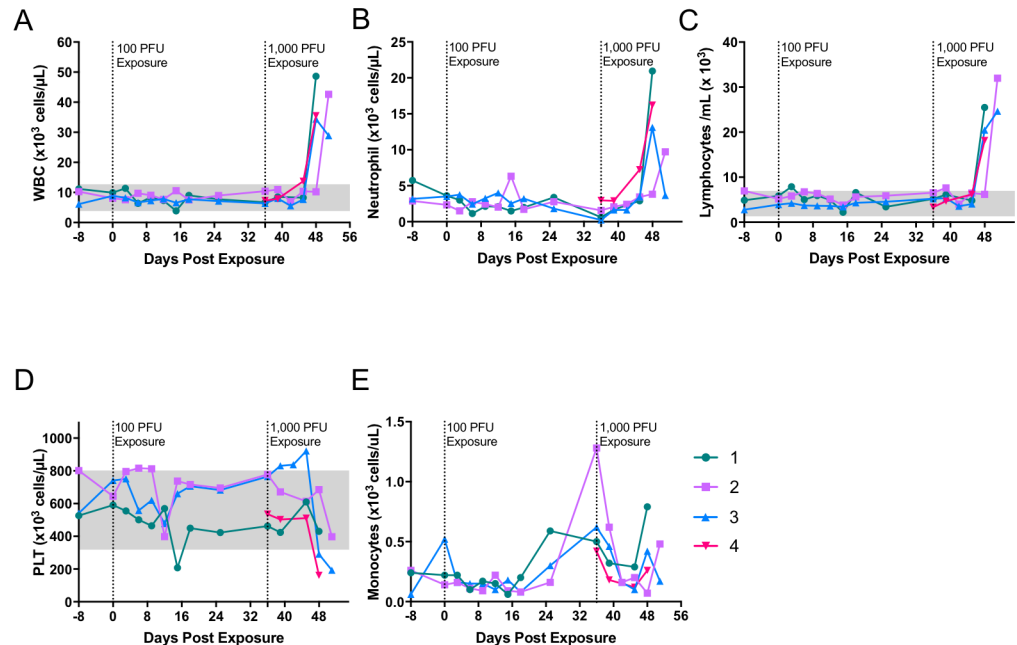 A
WBC (x10³ cells/µL)
60
50
40
30
20
10
0
100 PFU
Exposure
1,000 PFU
Exposure
-8 0 8 16 24 32 40 48 56
Days Post Exposure
B
Neutrophil (x10³ cells/µL)
25
20
15
10
5
0
100 PFU
Exposure
1,000 PFU
Exposure
-8 0 8 16 24 32 40 48
Days Post Exposure
C
Lymphocytes /mL (x 10³)
40
30
20
10
0
100 PFU
Exposure
1,000 PFU
Exposure
-8 0 8 16 24 32 40 48
Days Post Exposure
D
PLT (x10³ cells/µL)
1000
800
600
400
200
0
100 PFU
Exposure
1,000 PFU
Exposure
-8 0 8 16 24 32 40 48
Days Post Exposure
E
Monocytes (x10³ cells/uL)
1.5
1.0
0.5
0.0
100 PFU
Exposure
1,000 PFU
Exposure
-8 0 8 16 24 32 40 48 56
Days Post Exposure
1
2
3
4